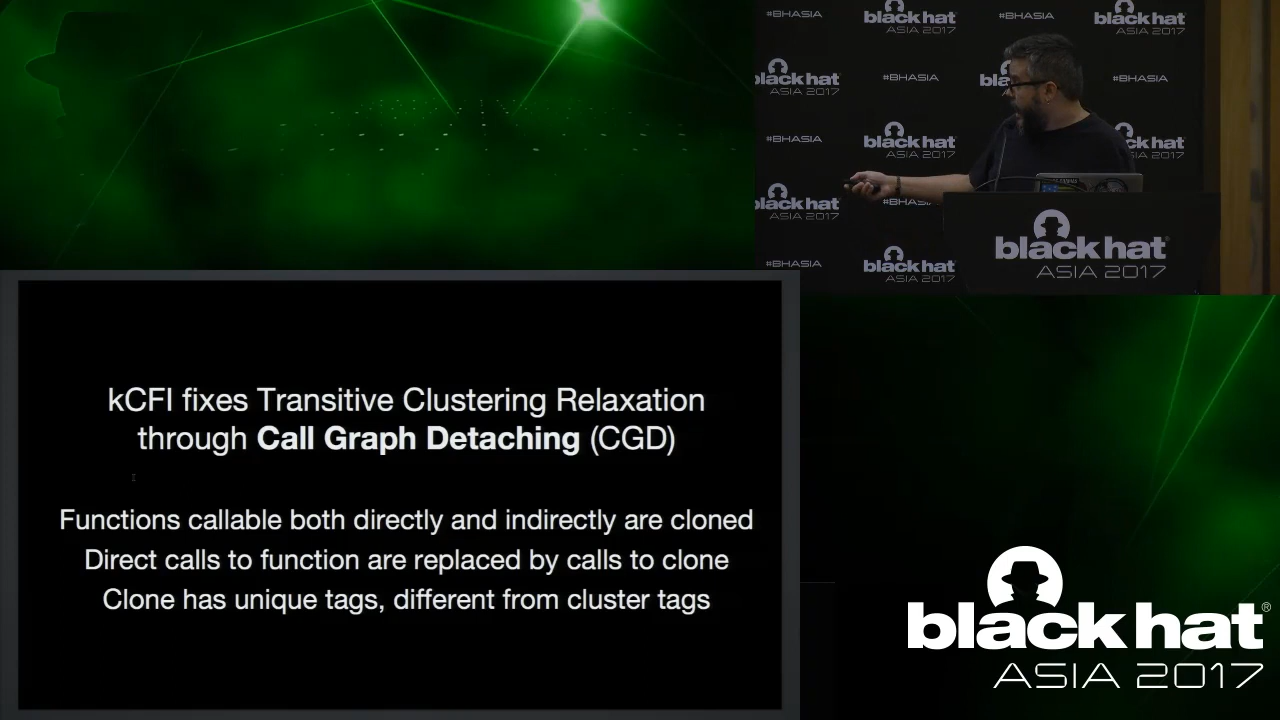 #BHASIA
black hat
ASIA 2017
#BHASIA
black hat
ASIA 2017
black hat
ASIA 2017
#BHASIA
#BHASIA
#BHASIA
black hat
ASIA 2017
black hat
ASIA 2017
#BHASIA
#BHASIA
black hat
ASIA 2017
black hat
ASIA 2017
kCFI fixes Transitive Clustering Relaxation
through Call Graph Detaching (CGD)
Functions callable both directly and indirectly are cloned
Direct calls to function are replaced by calls to clone
Clone has unique tags, different from cluster tags
black hat®
ASIA 2017